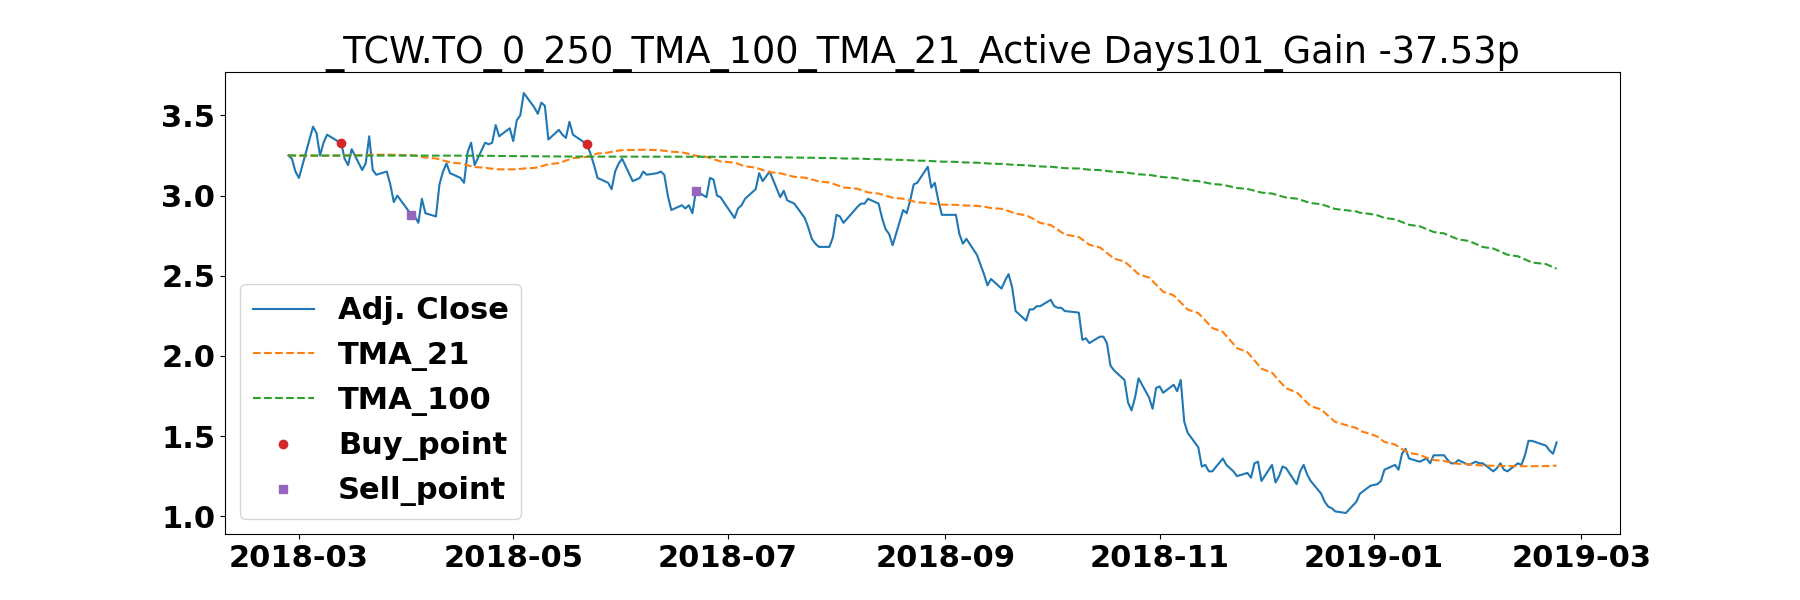 _TCW.TO_0_250_TMA_100_TMA_21_Active Days101_Gain -37.53p
3.5
3.0
2.5
2.0
1.5
1.0
Adj. Close
TMA_21
TMA_100
Buy_point
Sell_point
2018-03 2018-05 2018-07 2018-09 2018-11 2019-01 2019-03